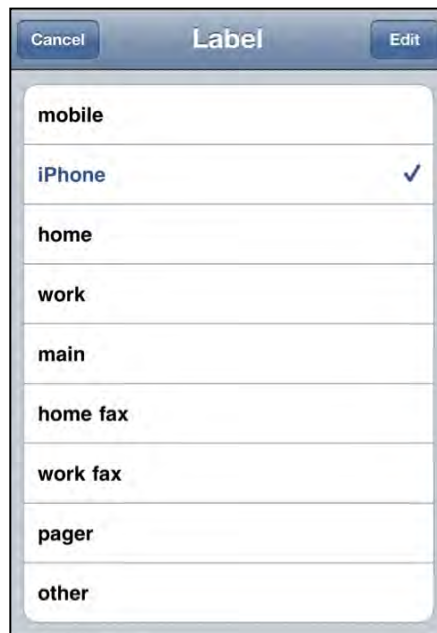 Cancel Label Edit
mobile
iPhone
home
work
main
home fax
work fax
pager
other